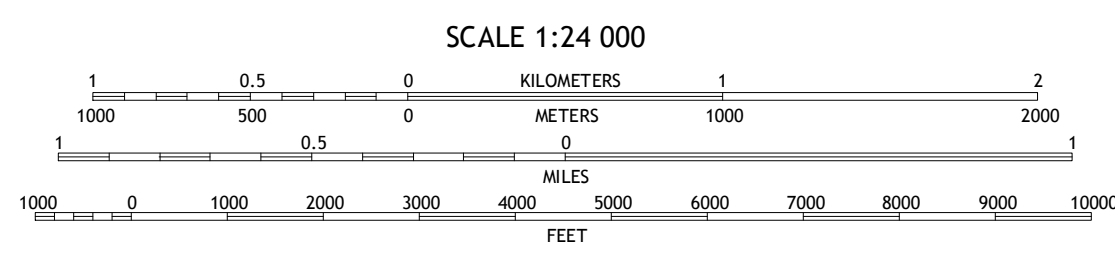 SCALE 1:24 000
1 0.5 0 KILOMETERS 1 2
1000 500 0 METERS 1000 2000
1 0.5 0 1
MILES
1000 0 1000 2000 3000 4000 5000 6000 7000 8000 9000 10000
FEET